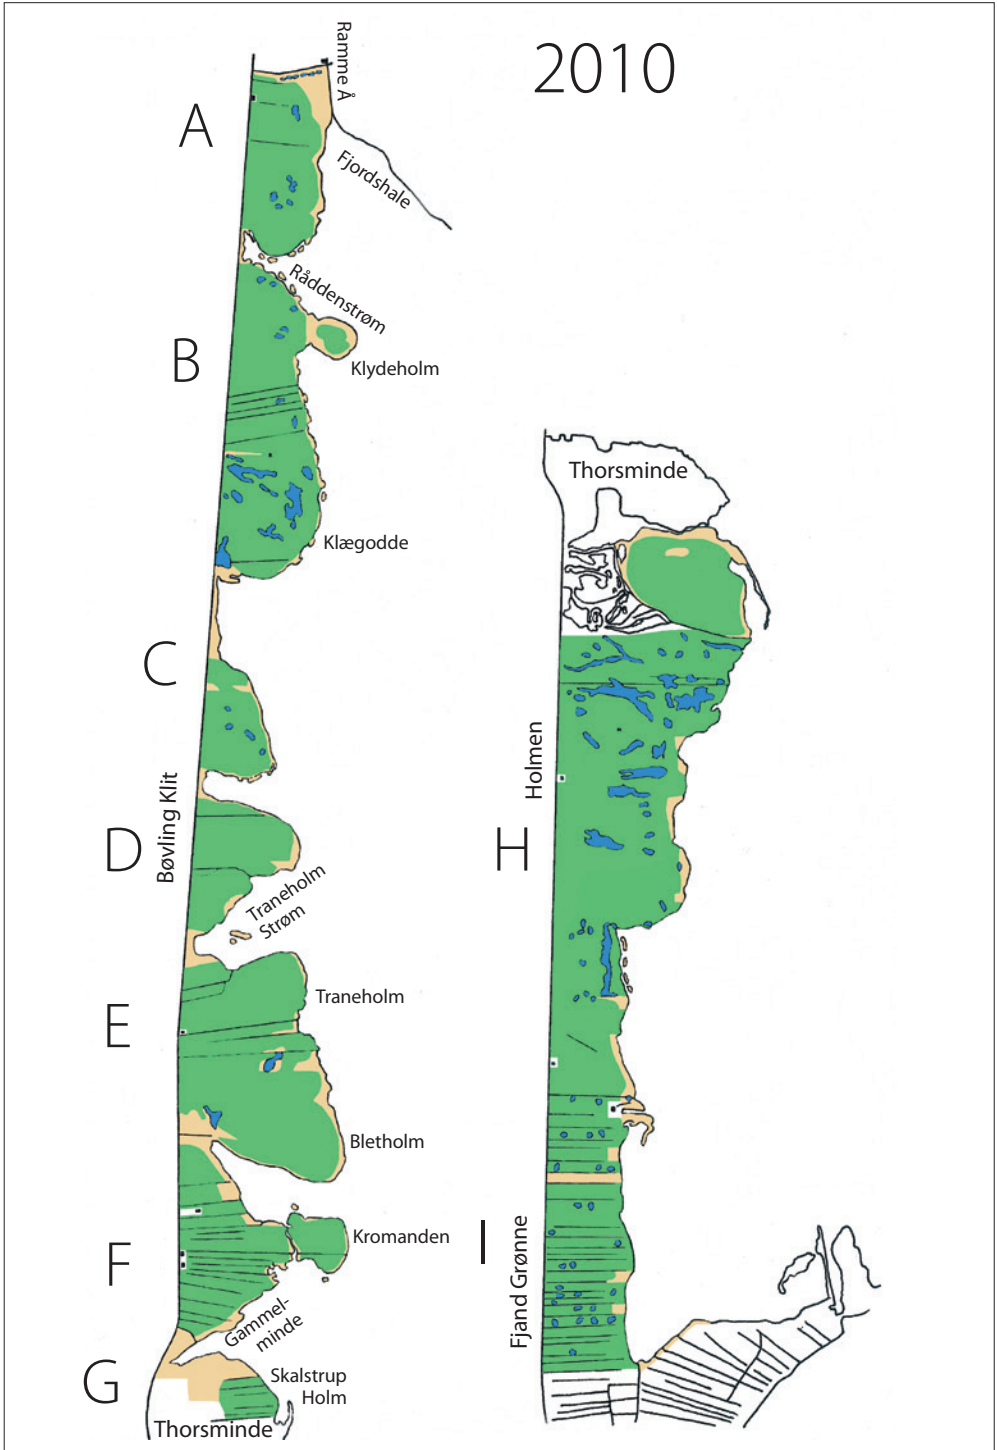 2010
Ramme Å
A
Fjordshale
Råddenstrøm
B
Klydeholm
Klægodde
C
Bøvling Klit
D
Traneholm
Strøm
Traneholm
E
Bletholm
Kromanden
F
Gammel-
minde
G
Skalstrup
Holm
Thorsminde
Thorsminde
Holmen
H
I
Fjand Grønne